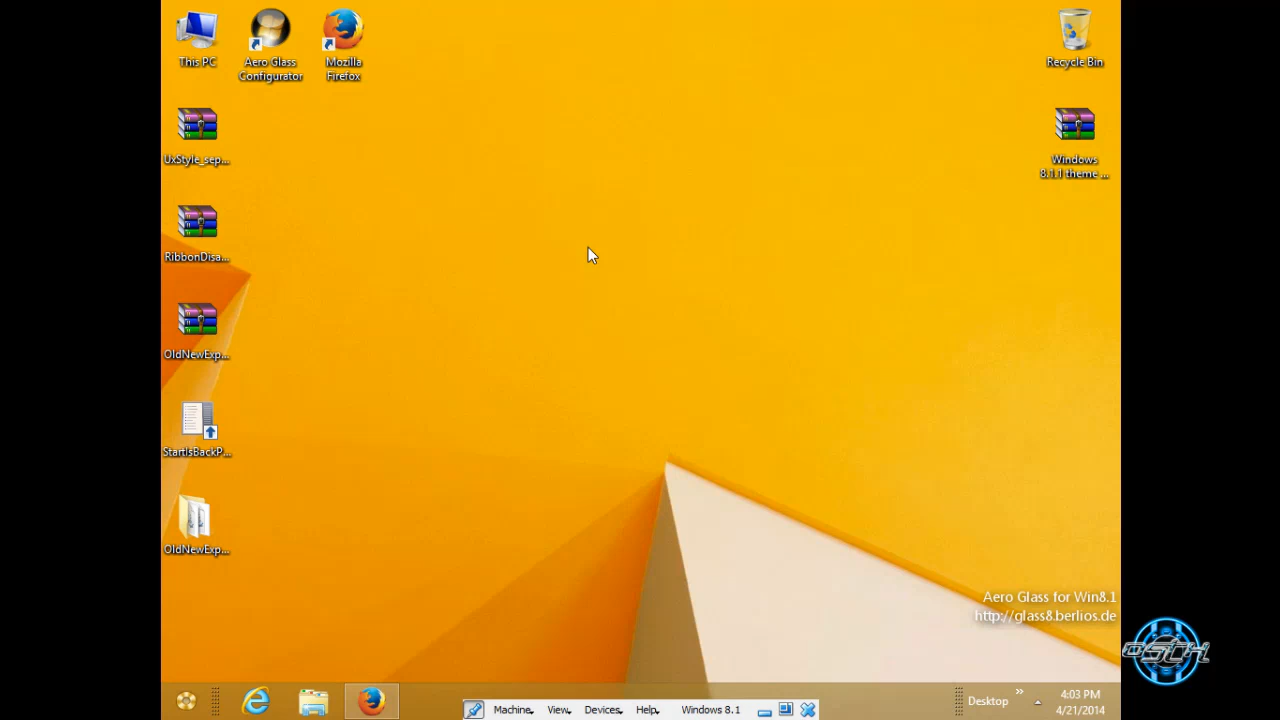 This PC
Aero Glass
Configurator
Mozilla
Firefox
Recycle Bin
UxStyle_sep...
Windows
8.1.1 theme ...
RibbonDisa...
OldNewExp...
StartIsBackP...
OldNewExp...
Aero Glass for Win8.1
http://glass8.berlios.de
Machine
View
Devices
Help
Windows 8.1
Desktop
4:03 PM
4/21/2014